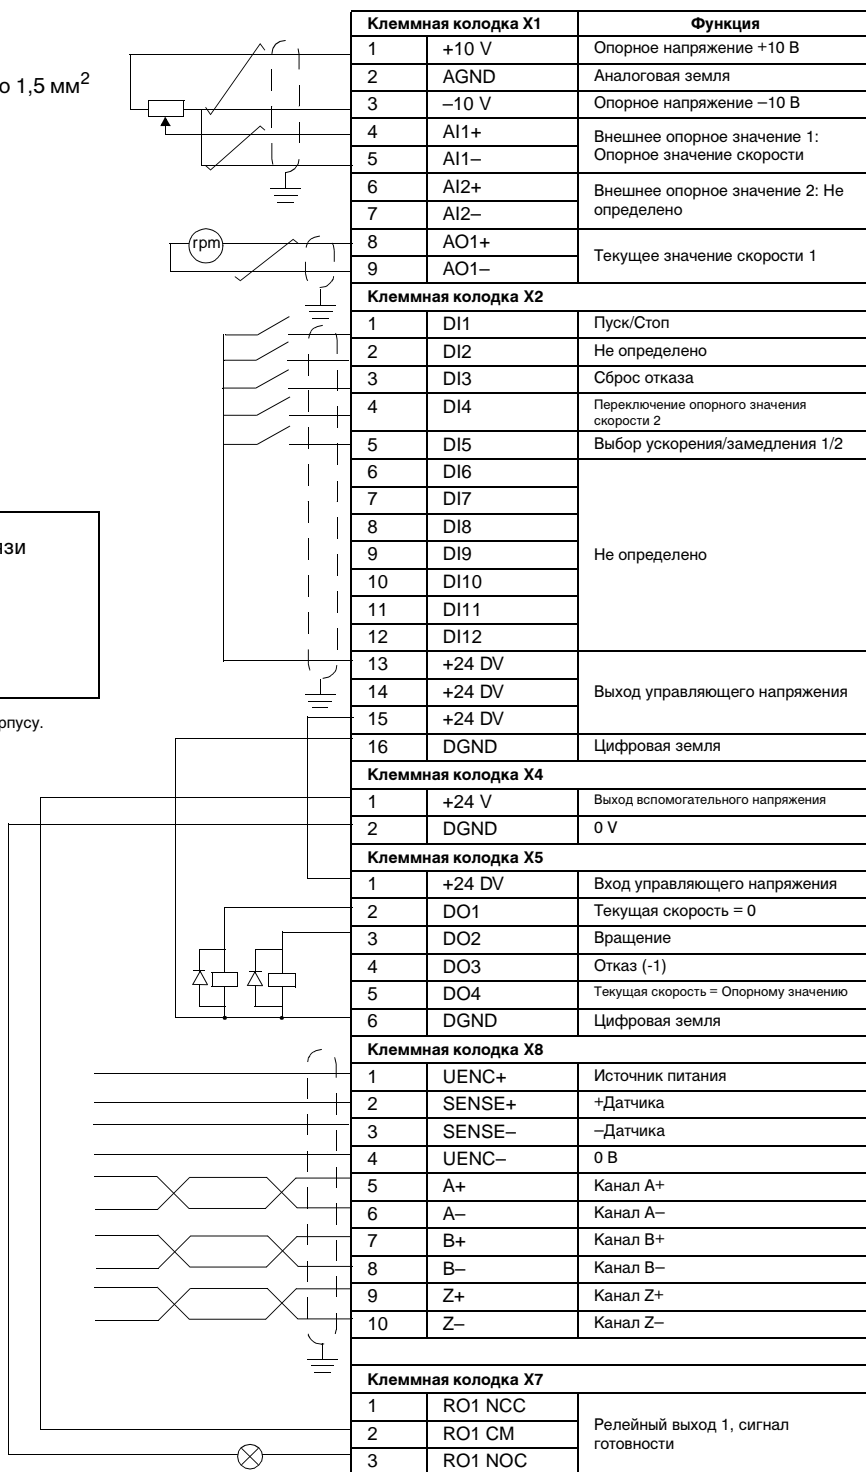 Клеммная колодка X1 Функция
1 +10 V Опорное напряжение +10 В
о 1,5 мм²
2 AGND Аналоговая земля
3 –10 V Опорное напряжение –10 В
4 AI1+ Внешнее опорное значение 1:
5 AI1– Опорное значение скорости
6 AI2+ Внешнее опорное значение 2: Не
7 AI2– определено
rpm
8 AO1+ Текущее значение скорости 1
9 AO1–
Клеммная колодка X2
1 DI1 Пуск/Стоп
2 DI2 Не определено
3 DI3 Сброс отказа
4 DI4 Переключение опорного значения
скорости 2
5 DI5 Выбор ускорения/замедления 1/2
6 DI6
7 DI7
8 DI8
язи
9 DI9 Не определено
10 DI10
11 DI11
12 DI12
13 +24 DV
14 +24 DV Выход управляющего напряжения
15 +24 DV
рпусу.
16 DGND Цифровая земля
Клеммная колодка X4
1 +24 V Выход вспомогательного напряжения
2 DGND 0 V
Клеммная колодка X5
1 +24 DV Вход управляющего напряжения
2 DO1 Текущая скорость = 0
3 DO2 Вращение
4 DO3 Отказ (-1)
5 DO4 Текущая скорость = Опорному значению
6 DGND Цифровая земля
Клеммная колодка X8
1 UENC+ Источник питания
2 SENSE+ +Датчика
3 SENSE– –Датчика
4 UENC– 0 В
5 A+ Канал A+
6 A– Канал A–
7 B+ Канал B+
8 B– Канал B–
9 Z+ Канал Z+
10 Z– Канал Z–
Клеммная колодка X7
1 RO1 NCC
2 RO1 CM Релейный выход 1, сигнал
готовности
3 RO1 NOC